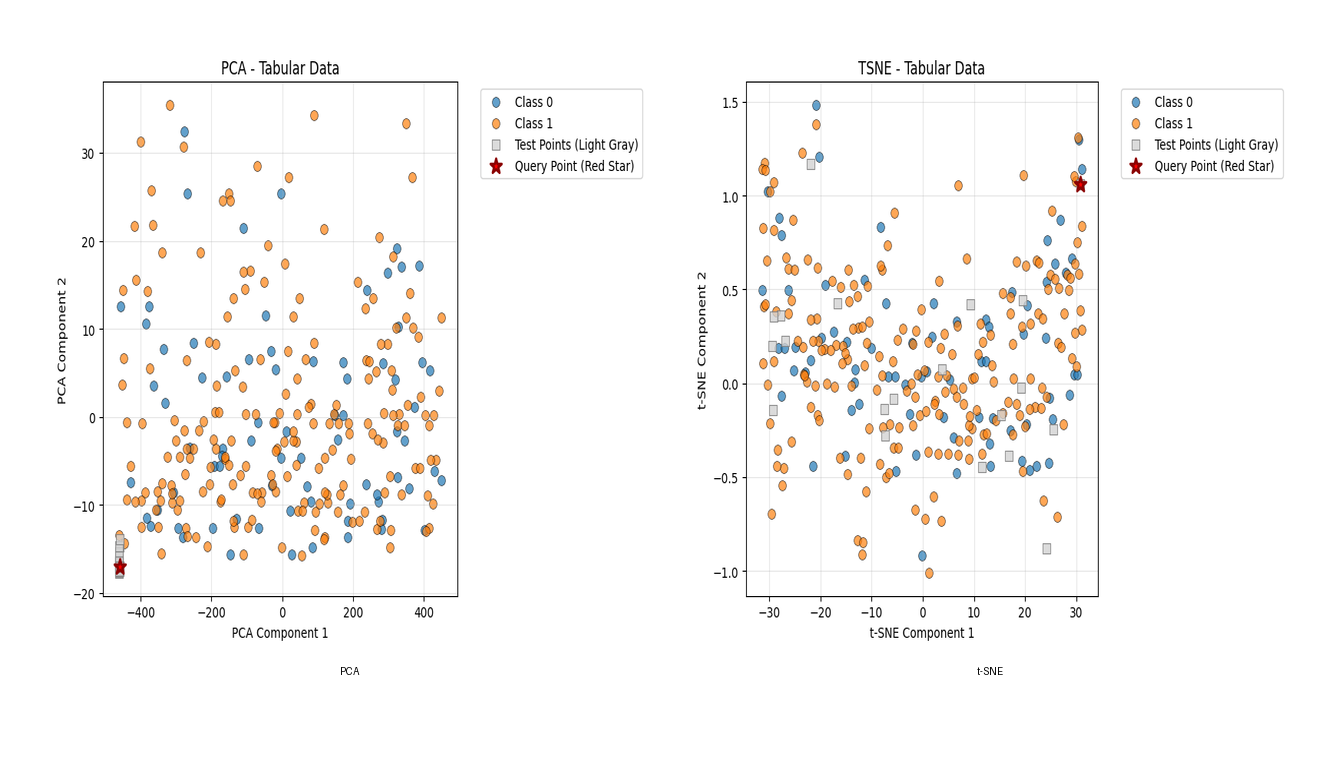 PCA - Tabular Data
30
20
10
0
−10
−20
−400
−200
0
200
400
PCA Component 2
PCA Component 1
Class 0
Class 1
Test Points (Light Gray)
Query Point (Red Star)
PCA
TSNE - Tabular Data
1.5
1.0
0.5
0.0
−0.5
−1.0
−30
−20
−10
0
10
20
30
t-SNE Component 2
t-SNE Component 1
Class 0
Class 1
Test Points (Light Gray)
Query Point (Red Star)
t-SNE